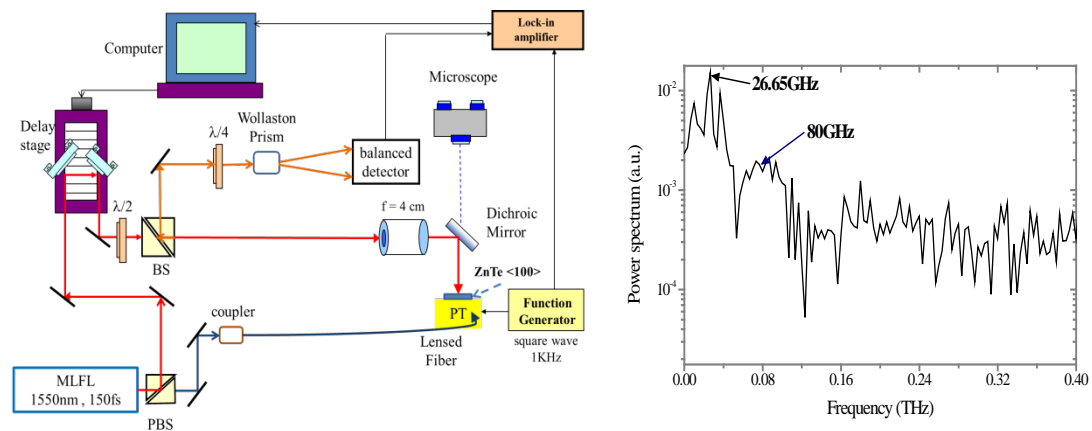 Computer
Lock-in
amplifier
Microscope
Delay
stage
λ/4
Wollaston
Prism
balanced
detector
λ/2
BS
f = 4 cm
Dichroic
Mirror
ZnTe <100>
PT
Function
Generator
square wave
1KHz
coupler
Lensed
Fiber
MLFL
1550nm , 150fs
PBS
Power spectrum (a.u.)
10-2
10-3
10-4
26.65GHz
80GHz
0.00 0.08 0.16 0.24 0.32 0.40
Frequency (THz)